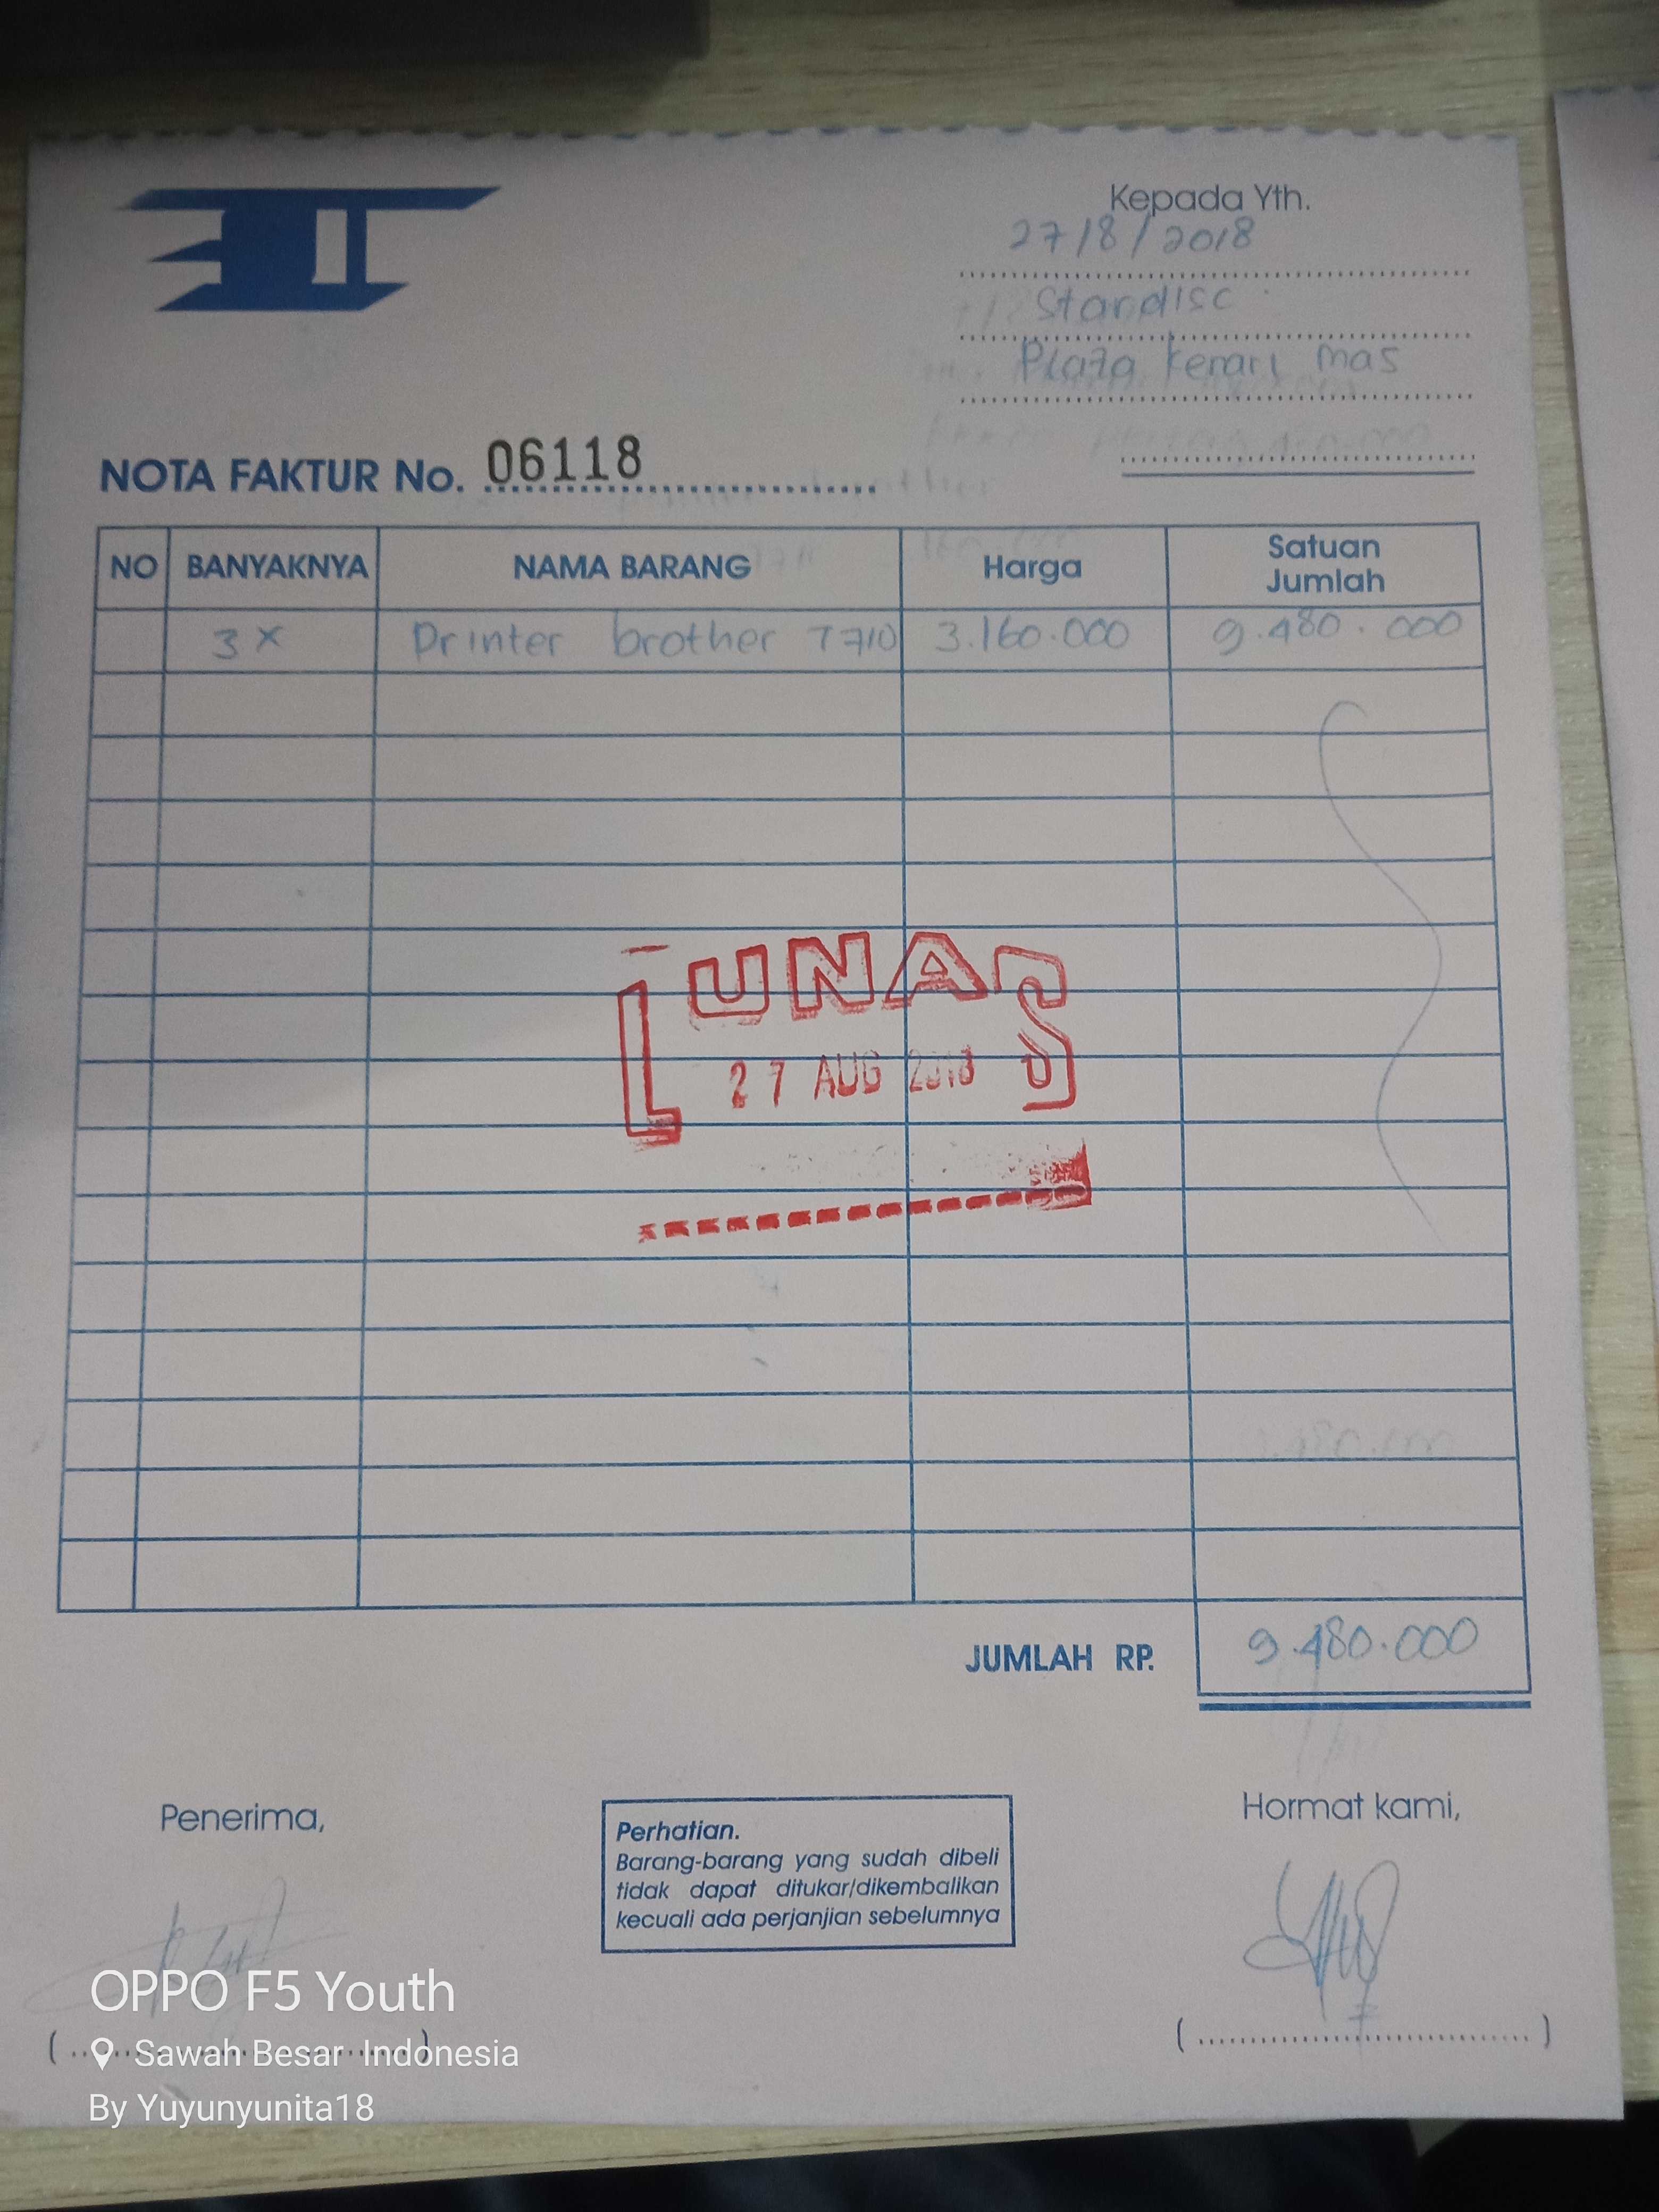 Kepada Yth.
27/8/2018
Stardisc
Plaza kenari mas
NOTA FAKTUR No. 06118
NO BANYAKNYA NAMA BARANG Harga Satuan Jumlah
3 x Printer brother T710 3.160.000 9.480.000
LUNAS
27 AUG 2018
JUMLAH RP. 9.480.000
Penerima,
Hormat kami,
Perhatian.
Barang-barang yang sudah dibeli
tidak dapat ditukar/dikembalikan
kecuali ada perjanjian sebelumnya
OPPO F5 Youth
Sawah Besar Indonesia
By Yuyunyunita18